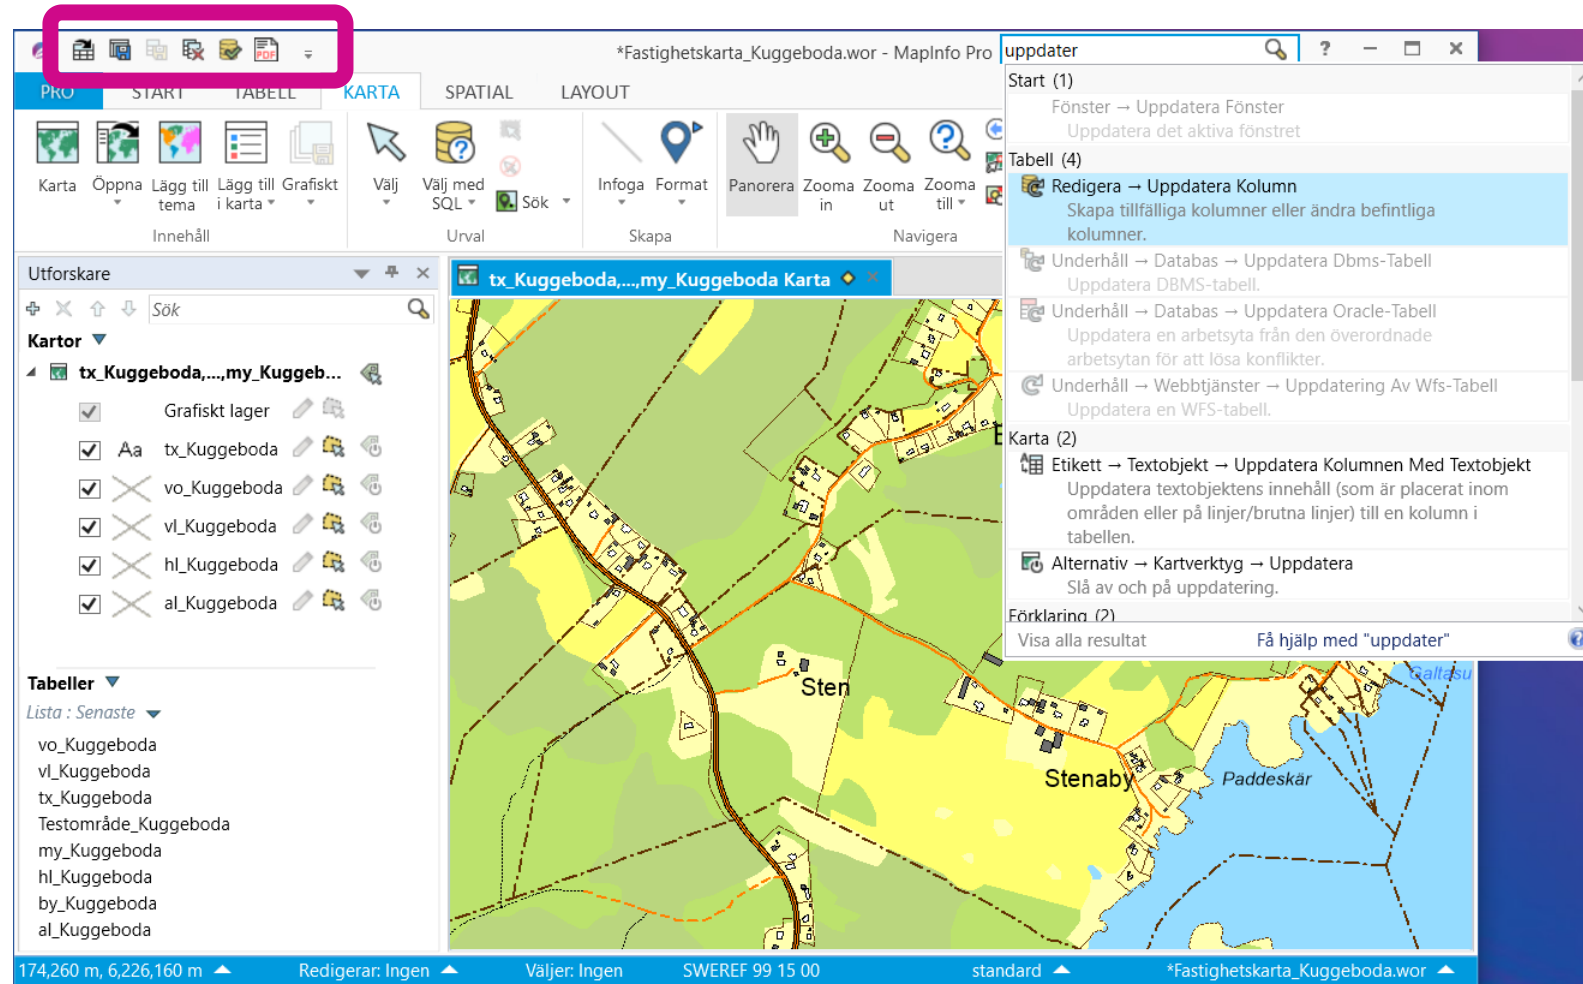 PDF
*Fastighetskarta_Kuggeboda.wor - MapInfo Pro
uppdater
?
PRO START TABELL KARTA SPATIAL LAYOUT
Karta Öppna Lägg till tema Lägg till i karta Grafiskt
Innehåll
Välj Välj med SQL Sök
Urval
Infoga Format
Skapa
Panorera Zooma in Zooma ut Zooma till
Navigera
Start (1)
Fönster → Uppdatera Fönster
Uppdatera det aktiva fönstret
Tabell (4)
Redigera → Uppdatera Kolumn
Skapa tillfälliga kolumner eller ändra befintliga
kolumner.
Underhåll → Databas → Uppdatera Dbms-Tabell
Uppdatera DBMS-tabell.
Underhåll → Databas → Uppdatera Oracle-Tabell
Uppdatera en arbetsyta från den överordnade
arbetsytan för att lösa konflikter.
Underhåll → Webbtjänster → Uppdatering Av Wfs-Tabell
Uppdatera en WFS-tabell.
Karta (2)
Etikett → Textobjekt → Uppdatera Kolumnen Med Textobjekt
Uppdatera textobjektens innehåll (som är placerat inom
områden eller på linjer/brutna linjer) till en kolumn i
tabellen.
Alternativ → Kartverktyg → Uppdatera
Slå av och på uppdatering.
Förklaring (2)
Visa alla resultat Få hjälp med "uppdater"
Utforskare
Sök
Kartor
tx_Kuggeboda,...,my_Kuggeb...
Grafiskt lager
Aa tx_Kuggeboda
vo_Kuggeboda
vl_Kuggeboda
hl_Kuggeboda
al_Kuggeboda
Tabeller
Lista : Senaste
vo_Kuggeboda
vl_Kuggeboda
tx_Kuggeboda
Testområde_Kuggeboda
my_Kuggeboda
hl_Kuggeboda
by_Kuggeboda
al_Kuggeboda
tx_Kuggeboda,...,my_Kuggeboda Karta
Sten
Galtasu
Stenaby
Paddeskär
174,260 m, 6,226,160 m Redigerar: Ingen Väljer: Ingen SWEREF 99 15 00 standard *Fastighetskarta_Kuggeboda.wor